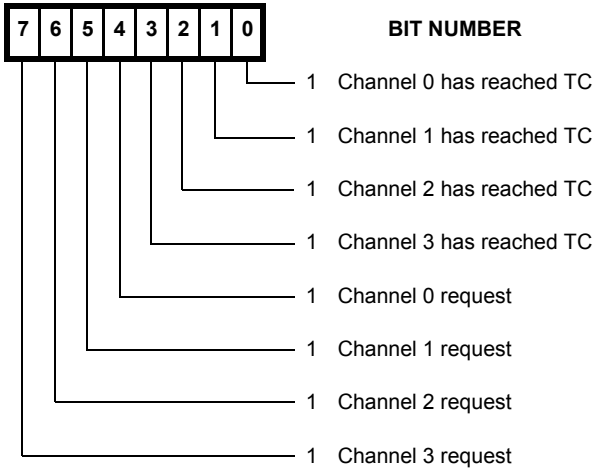 7 6 5 4 3 2 1 0 BIT NUMBER
1 Channel 0 has reached TC
1 Channel 1 has reached TC
1 Channel 2 has reached TC
1 Channel 3 has reached TC
1 Channel 0 request
1 Channel 1 request
1 Channel 2 request
1 Channel 3 request